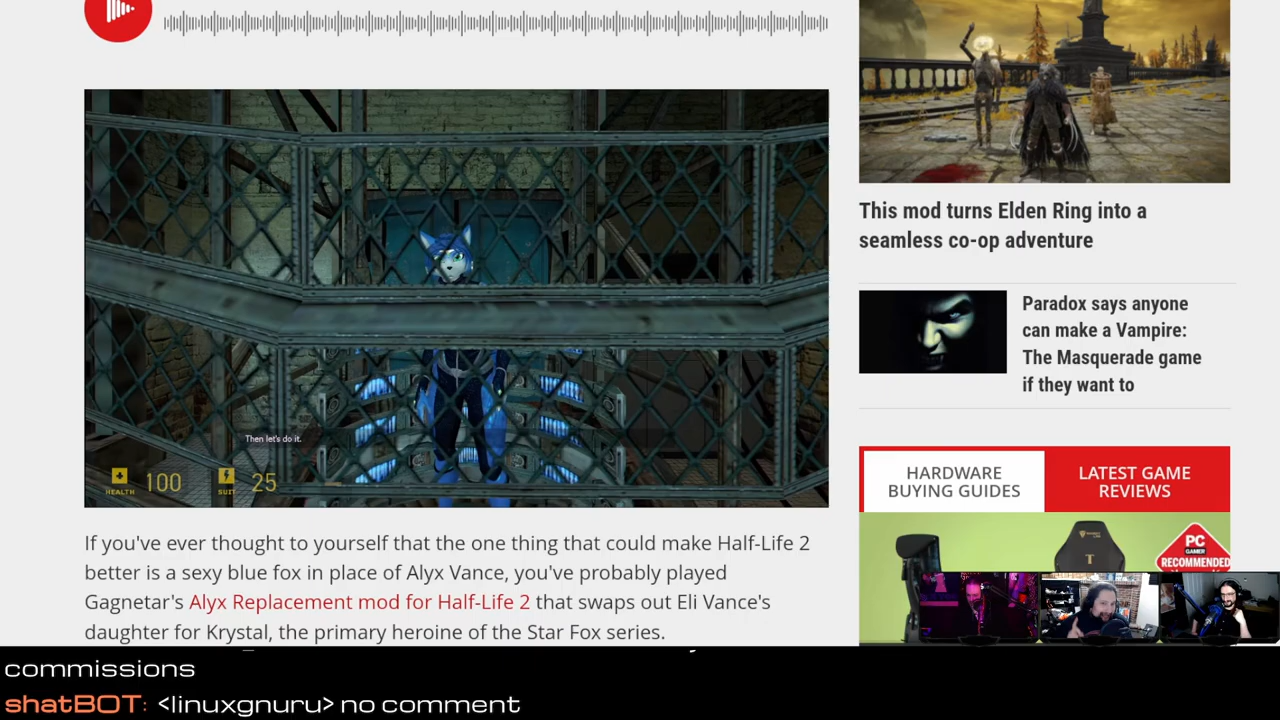 This mod turns Elden Ring into a
seamless co-op adventure
Paradox says anyone
can make a Vampire:
The Masquerade game
if they want to
Then let's do it.
HEALTH 100 SUIT 25
HARDWARE
BUYING GUIDES
LATEST GAME
REVIEWS
PC
GAMER
RECOMMENDED
If you've ever thought to yourself that the one thing that could make Half-Life 2
better is a sexy blue fox in place of Alyx Vance, you've probably played
Gagnetar's Alyx Replacement mod for Half-Life 2 that swaps out Eli Vance's
daughter for Krystal, the primary heroine of the Star Fox series.
commissions
shatBOT: <linuxgnuru> no comment